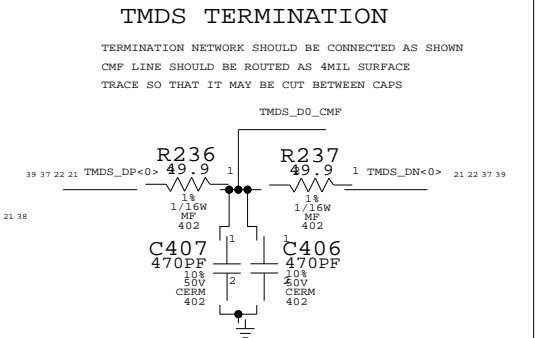 TMDS TERMINATION
TERMINATION NETWORK SHOULD BE CONNECTED AS SHOWN
CMF LINE SHOULD BE ROUTED AS 4MIL SURFACE
TRACE SO THAT IT MAY BE CUT BETWEEN CAPS
TMDS_D0_CMF
R236
49.9
R237
49.9
39 37 22 21 TMDS_DP<0>
1
1 TMDS_DN<0> 21 22 37 39
1%
1/16W
MF
402
1%
1/16W
MF
402
21 38
C407
470PF
10%
50V
CERM
402
1
2
1
2
C406
470PF
10%
50V
CERM
402